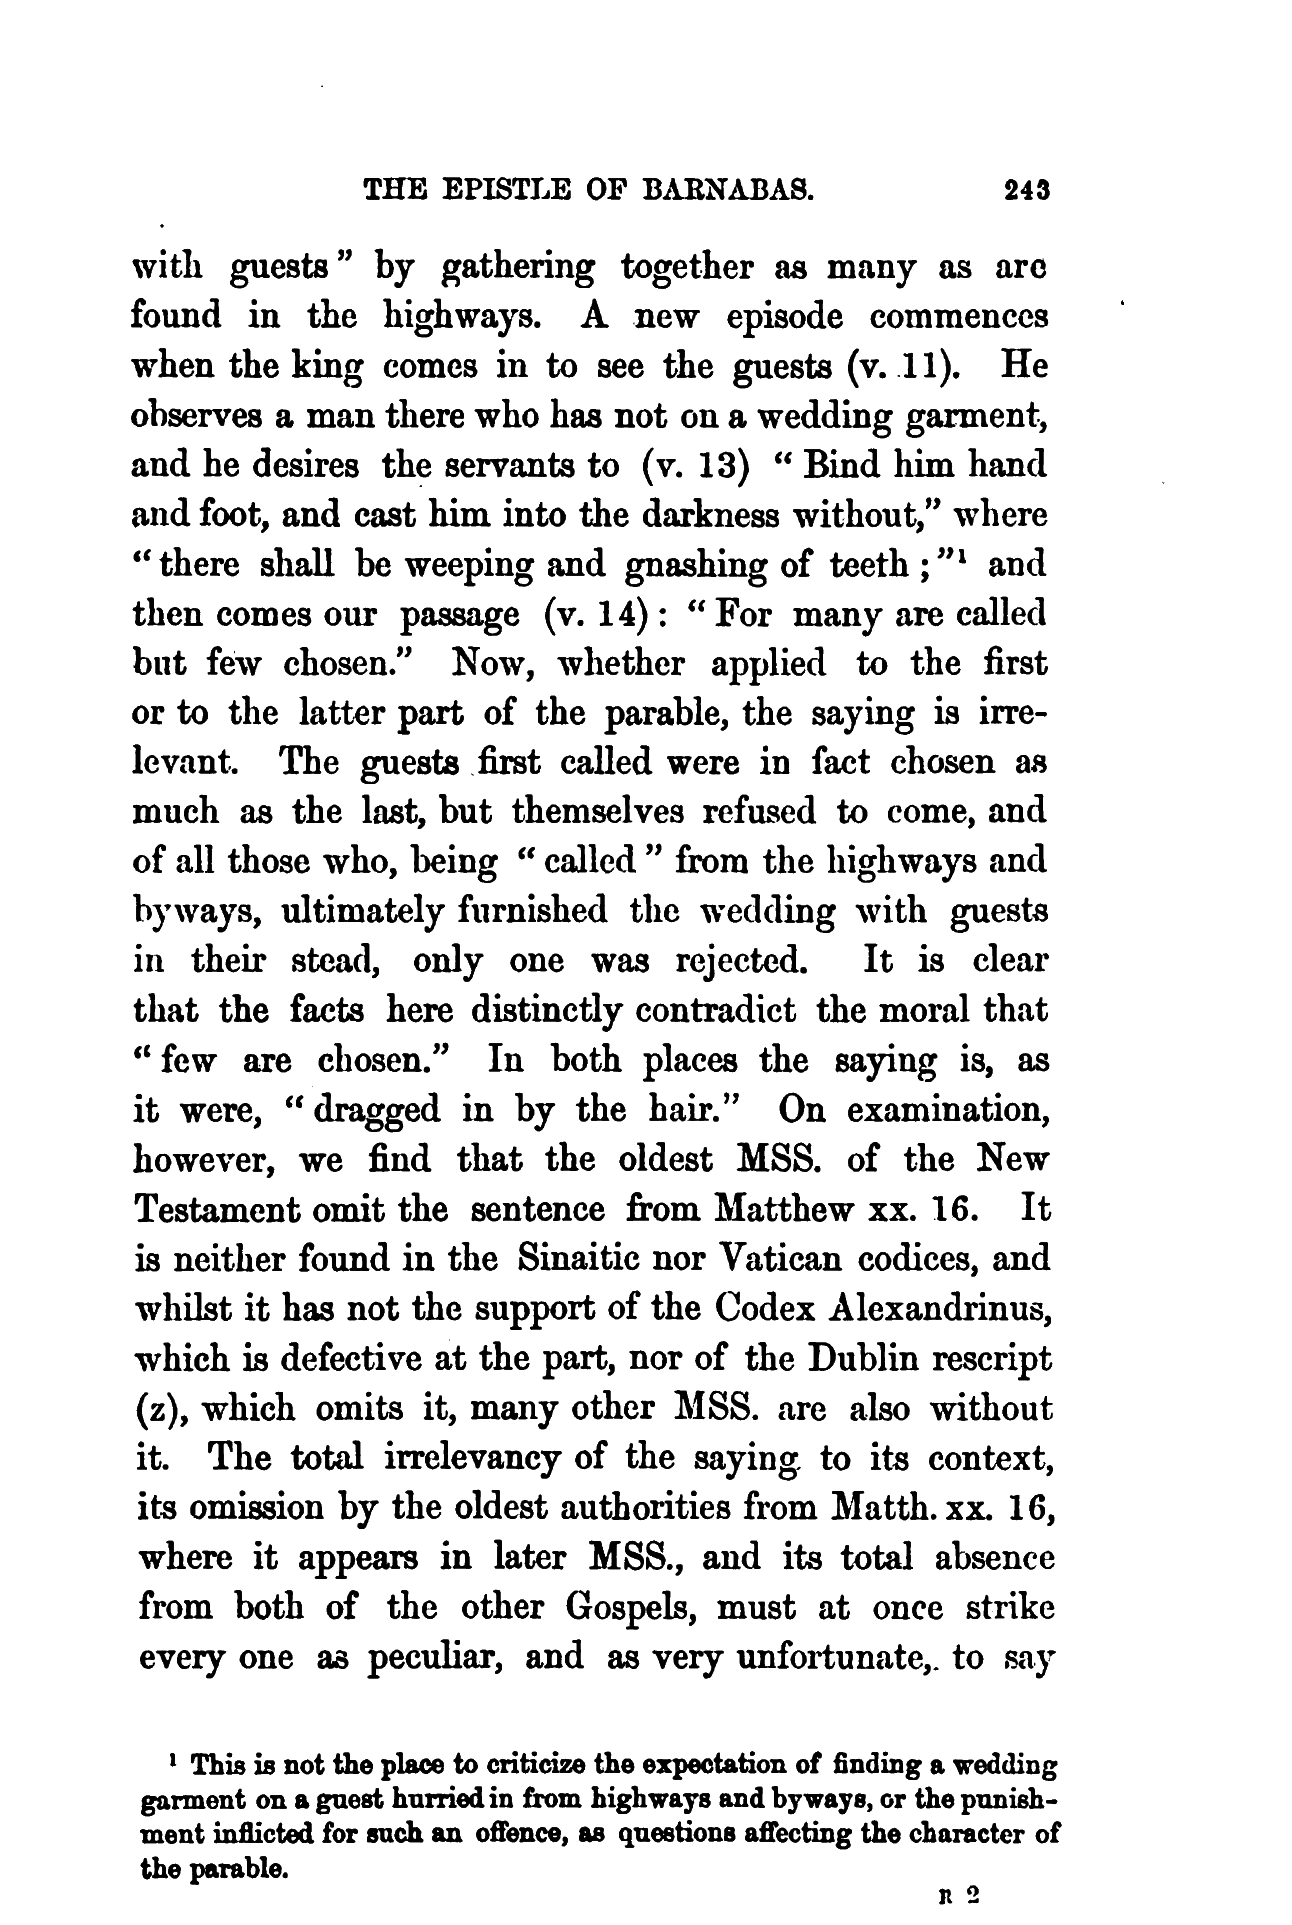 THE EPISTLE OF BARNABAS. 243
with guests” by gathering together as many as are
found in the highways. A new episode commences
when the king comes in to see the guests (v. 11). He
observes a man there who has not on a wedding garment,
and he desires the servants to (v. 13) “Bind him hand
and foot, and cast him into the darkness without,” where
“there shall be weeping and gnashing of teeth;”¹ and
then comes our passage (v. 14): “For many are called
but few chosen.” Now, whether applied to the first
or to the latter part of the parable, the saying is irre-
levant. The guests first called were in fact chosen as
much as the last, but themselves refused to come, and
of all those who, being “called” from the highways and
byways, ultimately furnished the wedding with guests
in their stead, only one was rejected. It is clear
that the facts here distinctly contradict the moral that
“few are chosen.” In both places the saying is, as
it were, “dragged in by the hair.” On examination,
however, we find that the oldest MSS. of the New
Testament omit the sentence from Matthew xx. 16. It
is neither found in the Sinaitic nor Vatican codices, and
whilst it has not the support of the Codex Alexandrinus,
which is defective at the part, nor of the Dublin rescript
(z), which omits it, many other MSS. are also without
it. The total irrelevancy of the saying to its context,
its omission by the oldest authorities from Matth. xx. 16,
where it appears in later MSS., and its total absence
from both of the other Gospels, must at once strike
every one as peculiar, and as very unfortunate, to say
¹ This is not the place to criticize the expectation of finding a wedding
garment on a guest hurried in from highways and byways, or the punish-
ment inflicted for such an offence, as questions affecting the character of
the parable.
R 2